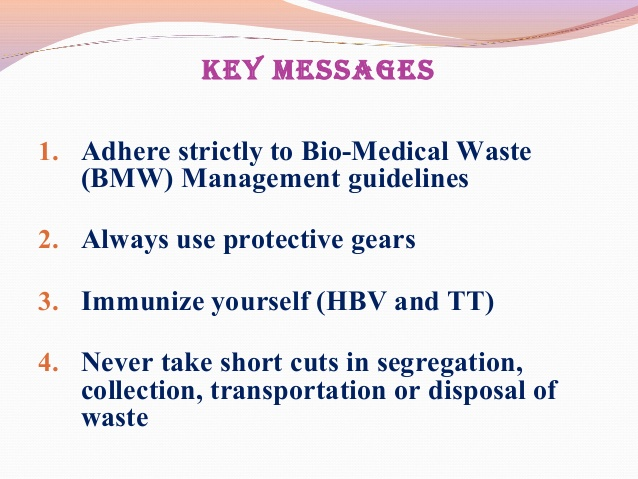 KEY MESSAGES
1. Adhere strictly to Bio-Medical Waste
(BMW) Management guidelines
2. Always use protective gears
3. Immunize yourself (HBV and TT)
4. Never take short cuts in segregation,
collection, transportation or disposal of
waste